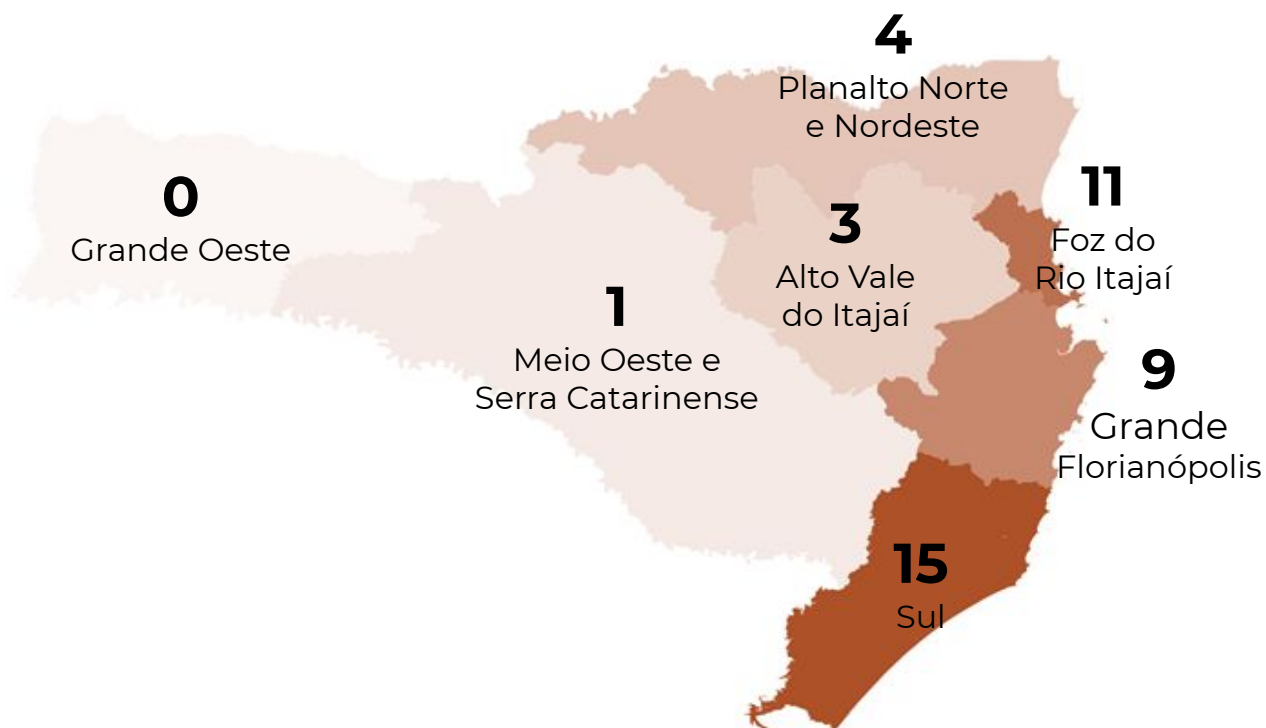 4
Planalto Norte
e Nordeste
0
Grande Oeste
11
Foz do
Rio Itajaí
3
Alto Vale
do Itajaí
1
Meio Oeste e
Serra Catarinense
9
Grande
Florianópolis
15
Sul